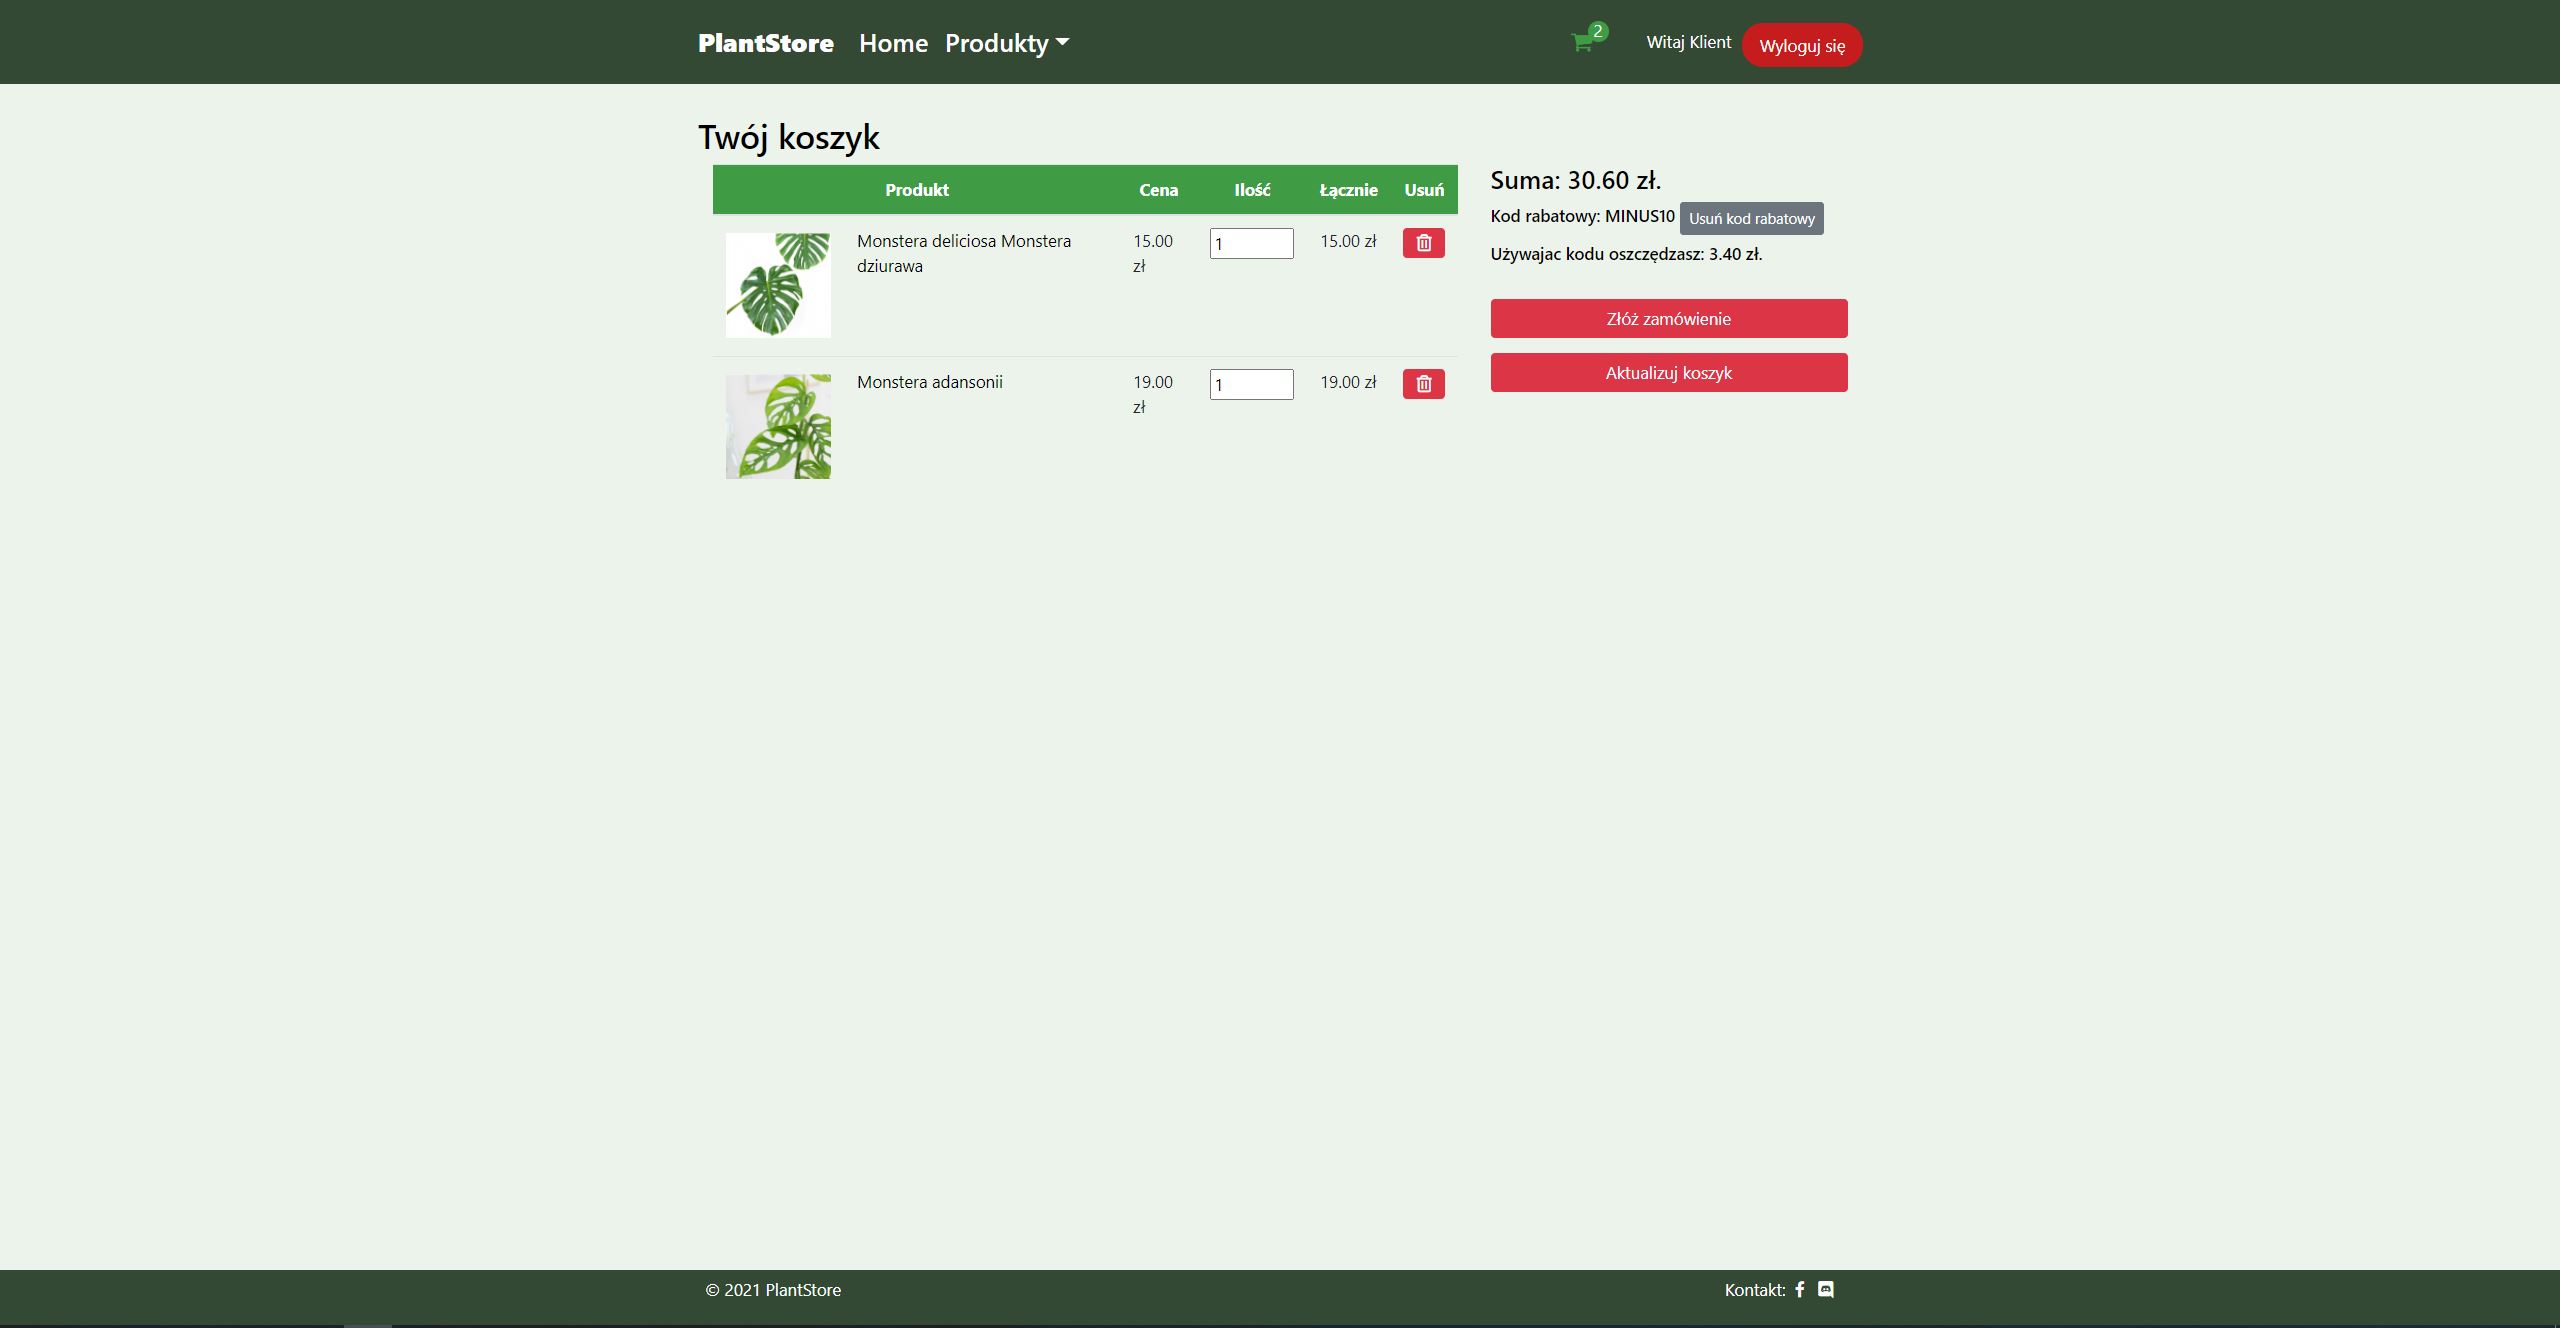 PlantStore Home Produkty 2 Witaj Klient Wyloguj się
Twój koszyk
Produkt Cena Ilość Łącznie Usuń
Monstera deliciosa Monstera
dziurawa
15.00
zł
1
15.00 zł
Monstera adansonii
19.00
zł
1
19.00 zł
Suma: 30.60 zł.
Kod rabatowy: MINUS10 Usuń kod rabatowy
Używajac kodu oszczędzasz: 3.40 zł.
Złóż zamówienie
Aktualizuj koszyk
© 2021 PlantStore Kontakt: